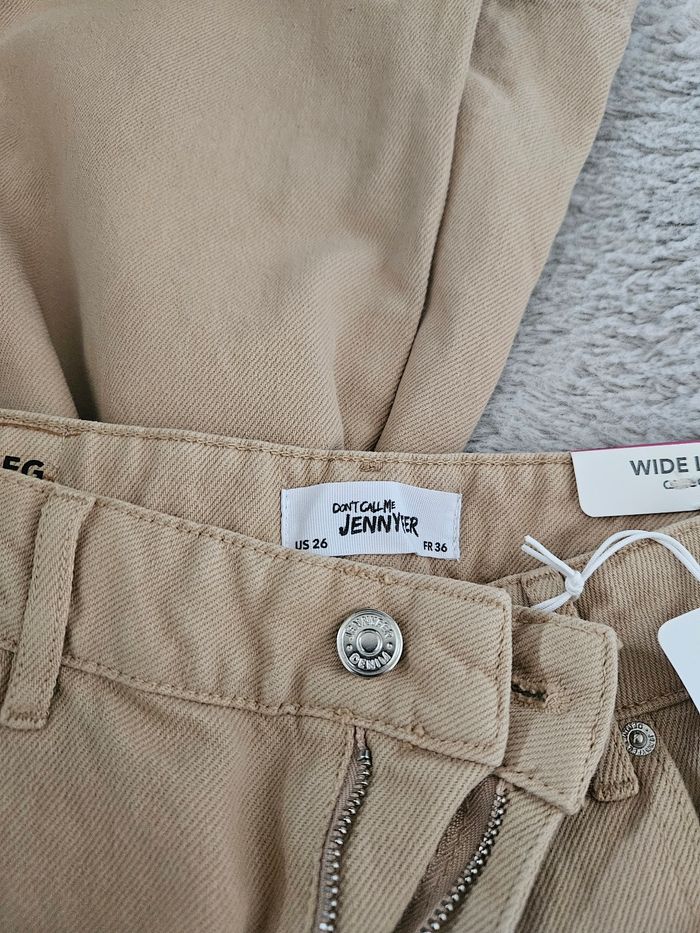 EG
WIDE L
DON'T CALL ME
JENNYFER
US 26
FR 36
JENNYFER
DENIM